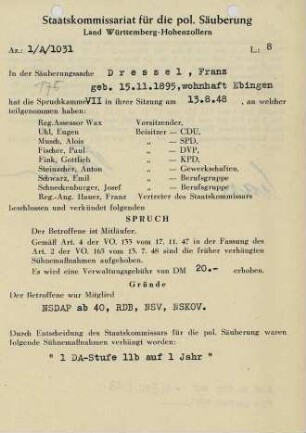 Staatskommissariat für die pol. Säuberung
Land Württemberg-Hohenzollern
Az.: 1/A/1031 L.: 8
In der Säuberungssache Dressel, Franz
175 geb. 15.11.1895, wohnhaft Ebingen
hat die Spruchkammer VII in ihrer Sitzung am 13.8.48 , an welcher
teilgenommen haben:
Reg.Assessor Wax Vorsitzender,
Uhl, Eugen Beisitzer — CDU,
Musch, Alois „ — SPD,
Fischer, Paul „ — DVP,
Fink, Gottlieb „ — KPD,
Steinacher, Anton „ — Gewerkschaften,
Schwarz, Emil „ — Berufsgruppe
Schneckenburger, Josef „ — Berufsgruppe
Reg.-Ang. Hauer, Franz Vertreter des Staatskommissars
beschlossen und verkündet folgenden
SPRUCH
Der Betroffene ist Mitläufer.
Gemäß Art. 4 der VO. 133 vom 17. 11. 47 in der Fassung des
Art. 2 der VO. 165 vom 13. 7. 48 sind die früher verhängten
Sühnemaßnahmen aufgehoben.
Es wird eine Verwaltungsgebühr von DM 20.— erhoben.
Gründe
Der Betroffene war Mitglied
NSDAP ab 40, RDB, NSV, NSKOV.
Durch Entscheidung des Staatskommissars für die pol. Säuberung waren
folgende Sühnemaßnahmen verhängt worden:
" 1 DA-Stufe 11b auf 1 Jahr "